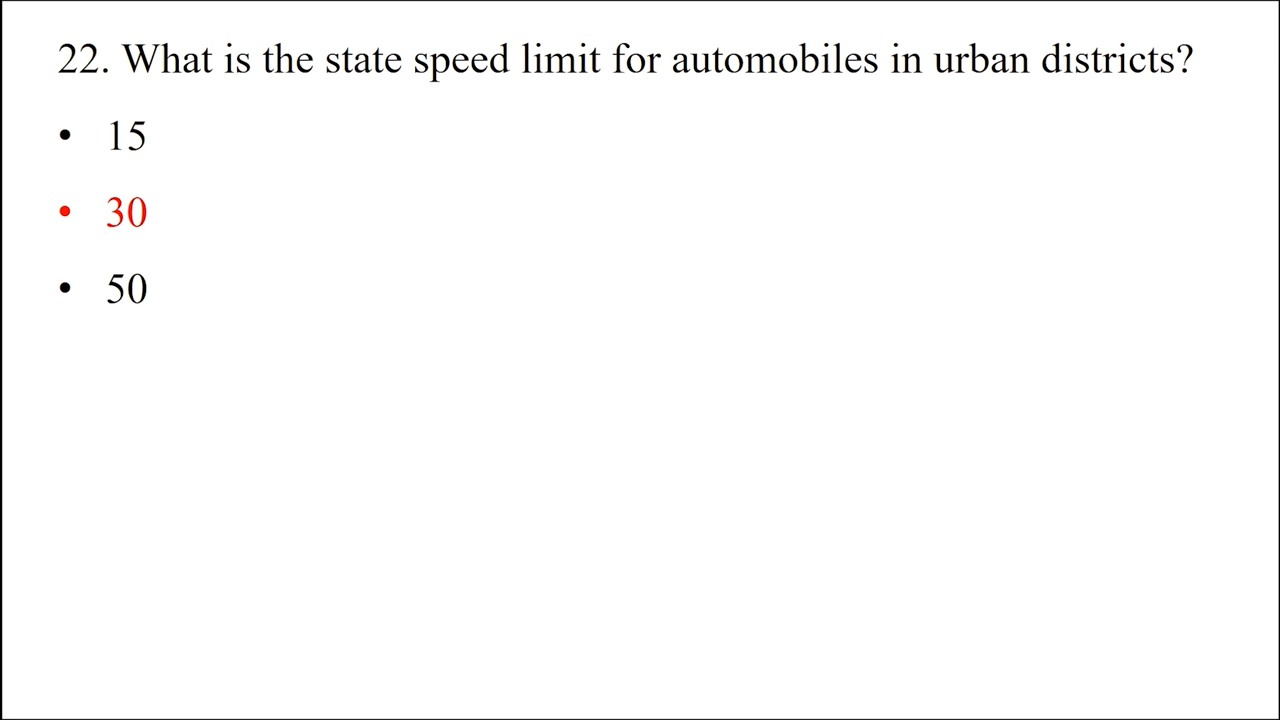 22. What is the state speed limit for automobiles in urban districts?
• 15
• 30
• 50